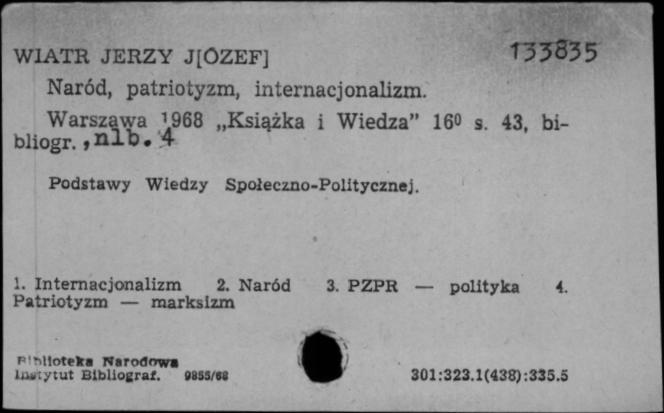 133835
WIATR JERZY J[OZEF]
Naród, patriotyzm, internacjonalizm.
Warszawa 1968 „Książka i Wiedza” 16⁰ s. 43, bi-
bliogr. , nlb. 4
Podstawy Wiedzy Społeczno-Politycznej.
1. Internacjonalizm 2. Naród 3. PZPR — polityka 4.
Patriotyzm — marksizm
Biblioteka Narodowa
Instytut Bibliograf. 9855/68
301:323.1(438):335.5